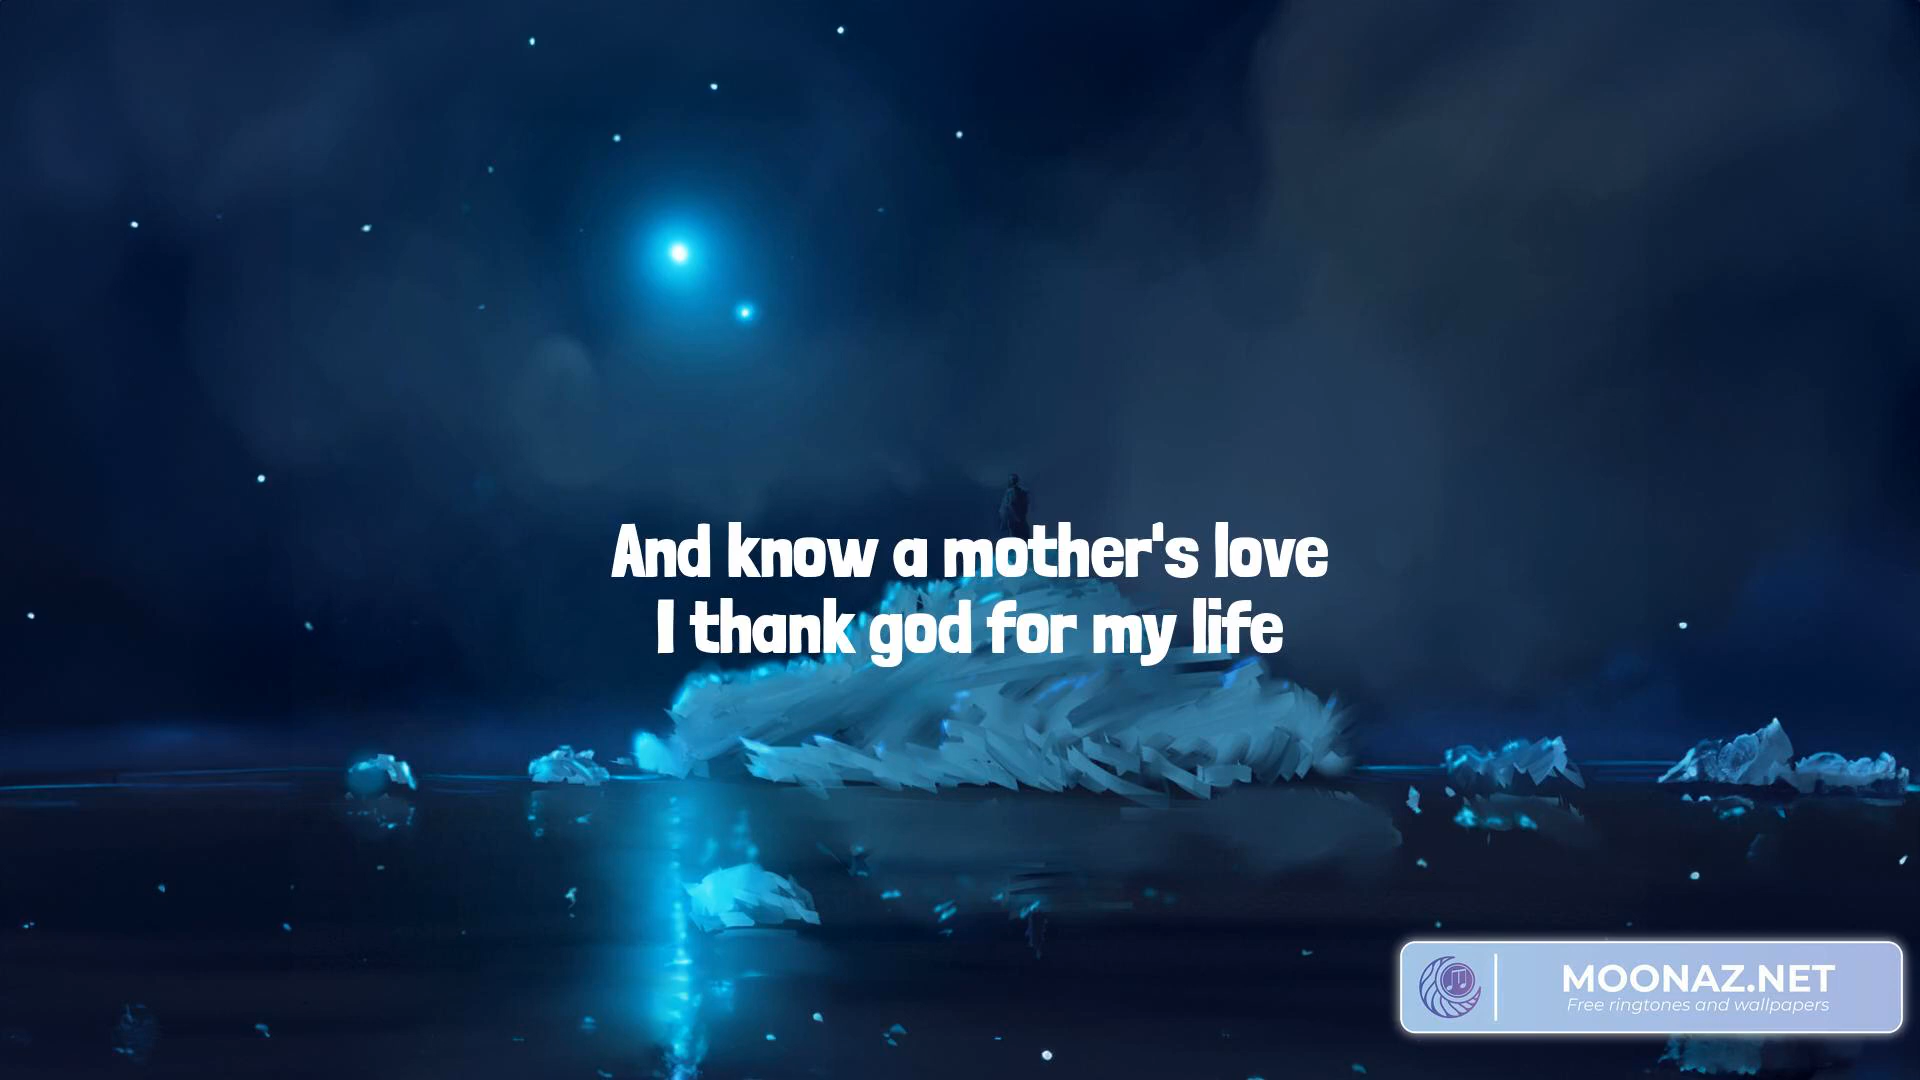 And know a mother's love
I thank god for my life
MOONAZ.NET
Free ringtones and wallpapers